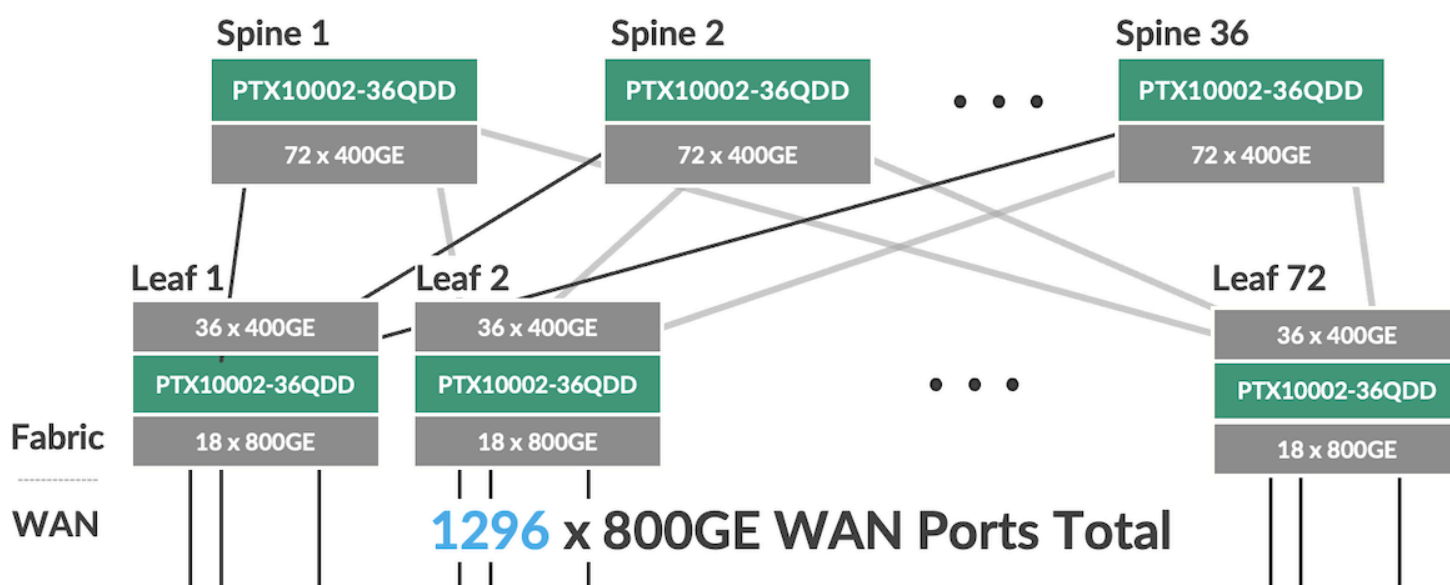 Spine 1
Spine 2
Spine 36
PTX10002-36QDD
PTX10002-36QDD
PTX10002-36QDD
72 x 400GE
72 x 400GE
72 x 400GE
Leaf 1
Leaf 2
Leaf 72
36 x 400GE
36 x 400GE
36 x 400GE
PTX10002-36QDD
PTX10002-36QDD
PTX10002-36QDD
Fabric
18 x 800GE
18 x 800GE
18 x 800GE
WAN
1296 x 800GE WAN Ports Total